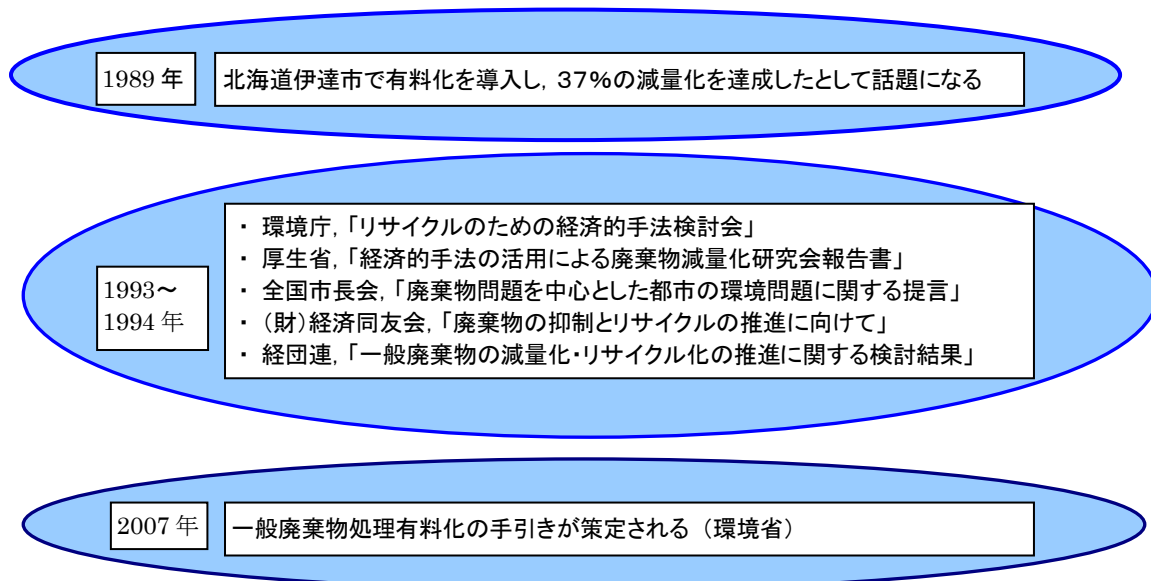 1989 年
北海道伊達市で有料化を導入し，37％の減量化を達成したとして話題になる
1993～
1994 年
・ 環境庁，「リサイクルのための経済的手法検討会」
・ 厚生省，「経済的手法の活用による廃棄物減量化研究会報告書」
・ 全国市長会，「廃棄物問題を中心とした都市の環境問題に関する提言」
・ （財）経済同友会，「廃棄物の抑制とリサイクルの推進に向けて」
・ 経団連，「一般廃棄物の減量化・リサイクル化の推進に関する検討結果」
2007 年
一般廃棄物処理有料化の手引きが策定される （環境省）